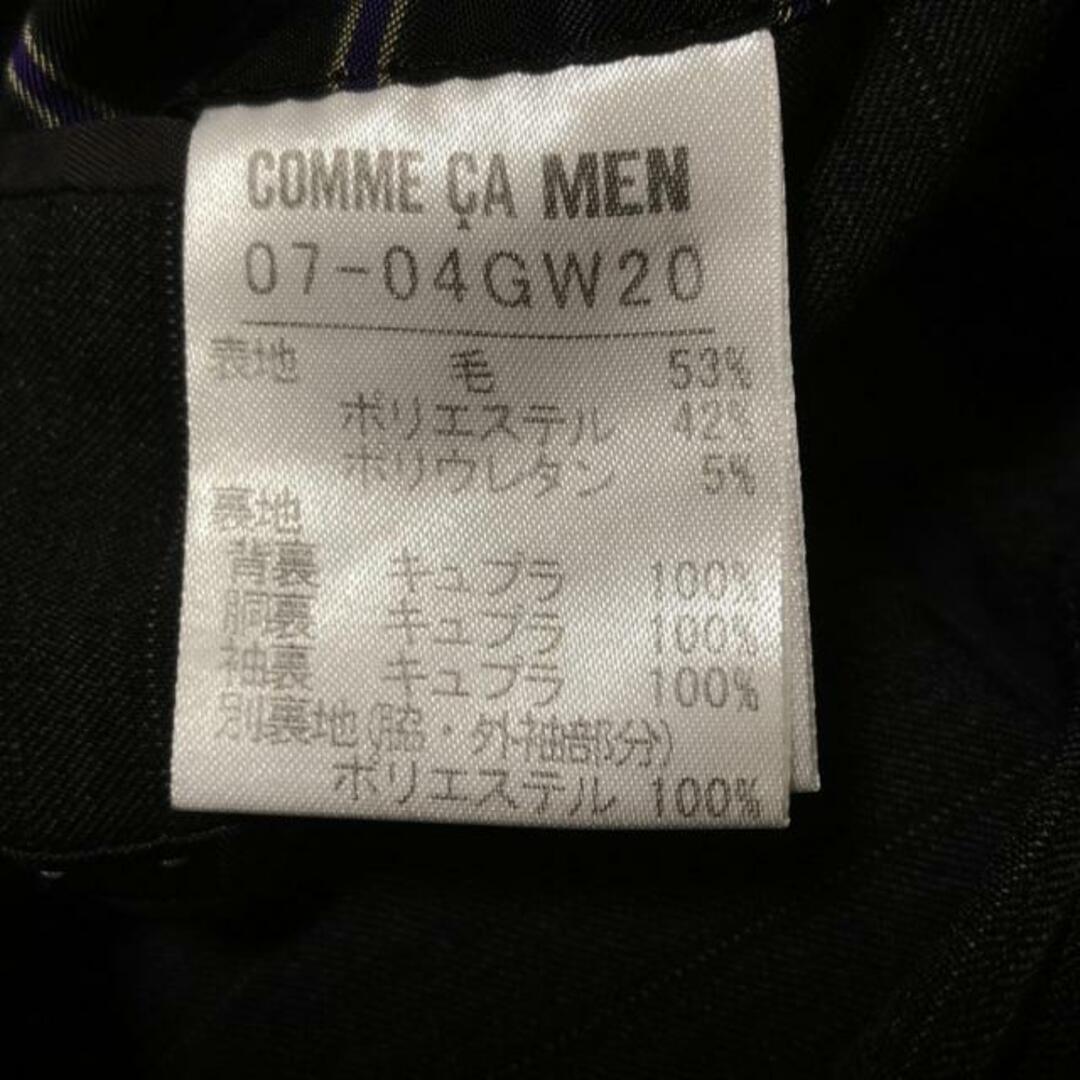 COMME ÇA MEN
07-04GW20
表地 毛 53%
ポリエステル 42%
ポリウレタン 5%
裏地
背裏 キュプラ 100%
胴裏 キュプラ 100%
袖裏 キュプラ 100%
別裏地(脇・外袖部分)
ポリエステル 100%